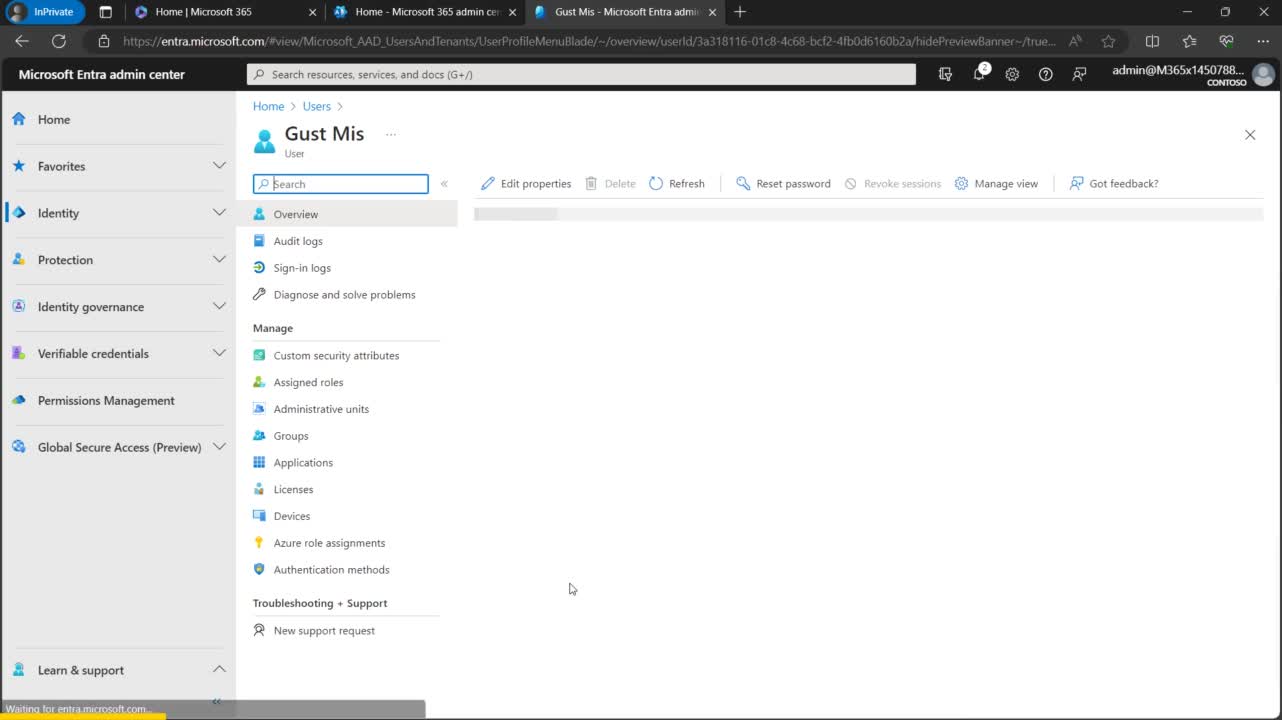 InPrivate
Home | Microsoft 365
Home - Microsoft 365 admin cen
Gust Mis - Microsoft Entra admin
https://entra.microsoft.com/#view/Microsoft_AAD_UsersAndTenants/UserProfileMenuBlade/~/overview/userId/3a318116-01c8-4c68-bcf2-4fb0d6160b2a/hidePreviewBanner~/true...
Microsoft Entra admin center
Search resources, services, and docs (G+/)
2
admin@M365x1450788...
CONTOSO
Home
Favorites
Identity
Protection
Identity governance
Verifiable credentials
Permissions Management
Global Secure Access (Preview)
Learn & support
Home > Users >
Gust Mis ...
User
Search
Overview
Audit logs
Sign-in logs
Diagnose and solve problems
Manage
Custom security attributes
Assigned roles
Administrative units
Groups
Applications
Licenses
Devices
Azure role assignments
Authentication methods
Troubleshooting + Support
New support request
Edit properties Delete Refresh Reset password Revoke sessions Manage view Got feedback?
Waiting for entra.microsoft.com...